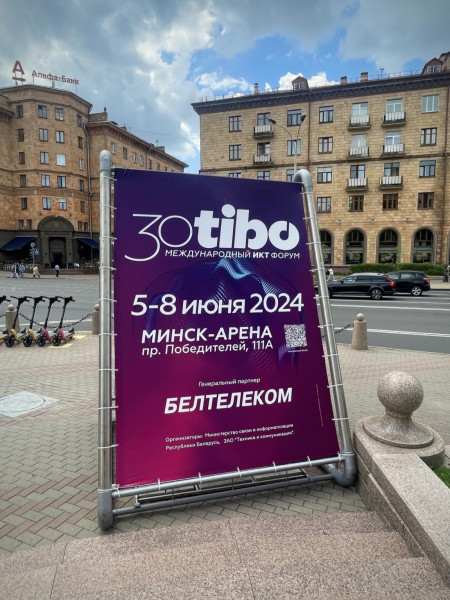 Альфа·Банк
30 tibo
МЕЖДУНАРОДНЫЙ ИКТ ФОРУМ
5-8 ИЮНЯ 2024
МИНСК-АРЕНА
пр. Победителей, 111А
Генеральный партнер
БЕЛТЕЛЕКОМ
Организаторы: Министерство связи и информатизации
Республики Беларусь, ЗАО "Техника и коммуникации".